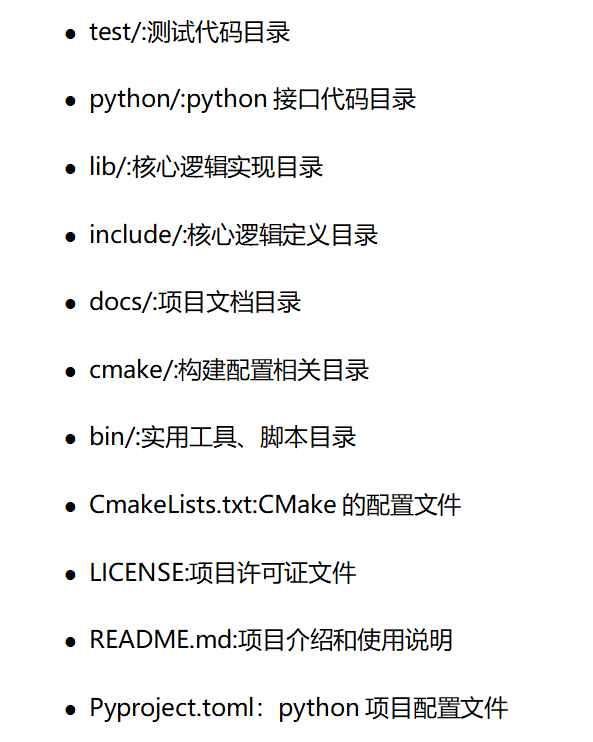 ● test/:测试代码目录
● python/:python 接口代码目录
● lib/:核心逻辑实现目录
● include/:核心逻辑定义目录
● docs/:项目文档目录
● cmake/:构建配置相关目录
● bin/:实用工具、脚本目录
● CmakeLists.txt:CMake 的配置文件
● LICENSE:项目许可证文件
● README.md:项目介绍和使用说明
● Pyproject.toml：python 项目配置文件